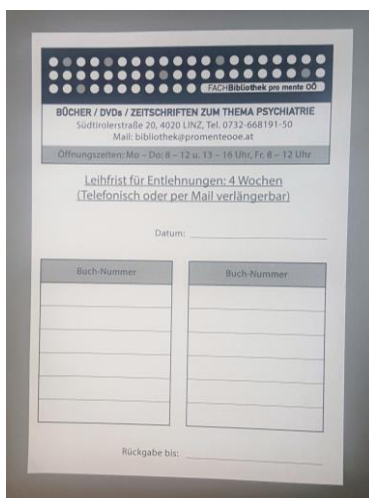 FACHBibliothek pro mente OÖ
BÜCHER / DVDs / ZEITSCHRIFTEN ZUM THEMA PSYCHIATRIE
Südtirolerstraße 20, 4020 LINZ, Tel. 0732-668191-50
Mail: bibliothek@promenteooe.at
Öffnungszeiten: Mo – Do: 8 – 12 u. 13 – 16 Uhr, Fr. 8 – 12 Uhr
Leihfrist für Entlehnungen: 4 Wochen
(Telefonisch oder per Mail verlängerbar)
Datum:
Buch-Nummer
Buch-Nummer
Rückgabe bis: